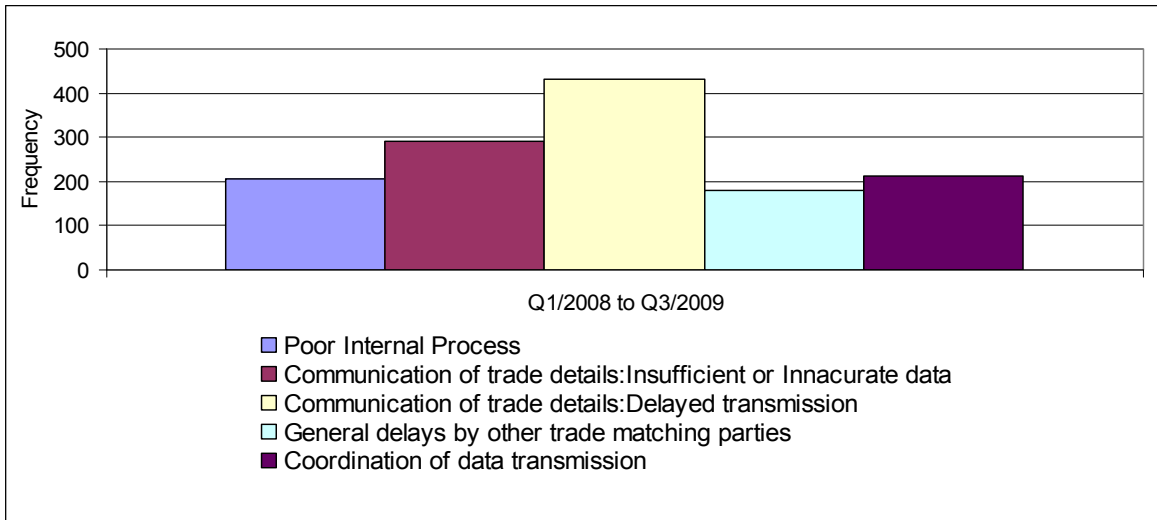 500
400
300
200
100
0
Frequency
Q1/2008 to Q3/2009
Poor Internal Process
Communication of trade details:Insufficient or Innacurate data
Communication of trade details:Delayed transmission
General delays by other trade matching parties
Coordination of data transmission